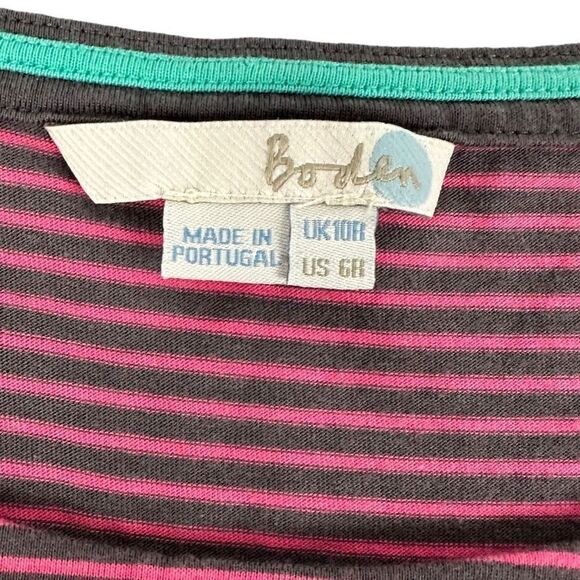 Boden
MADE IN
PORTUGAL
UK10R
US 6R